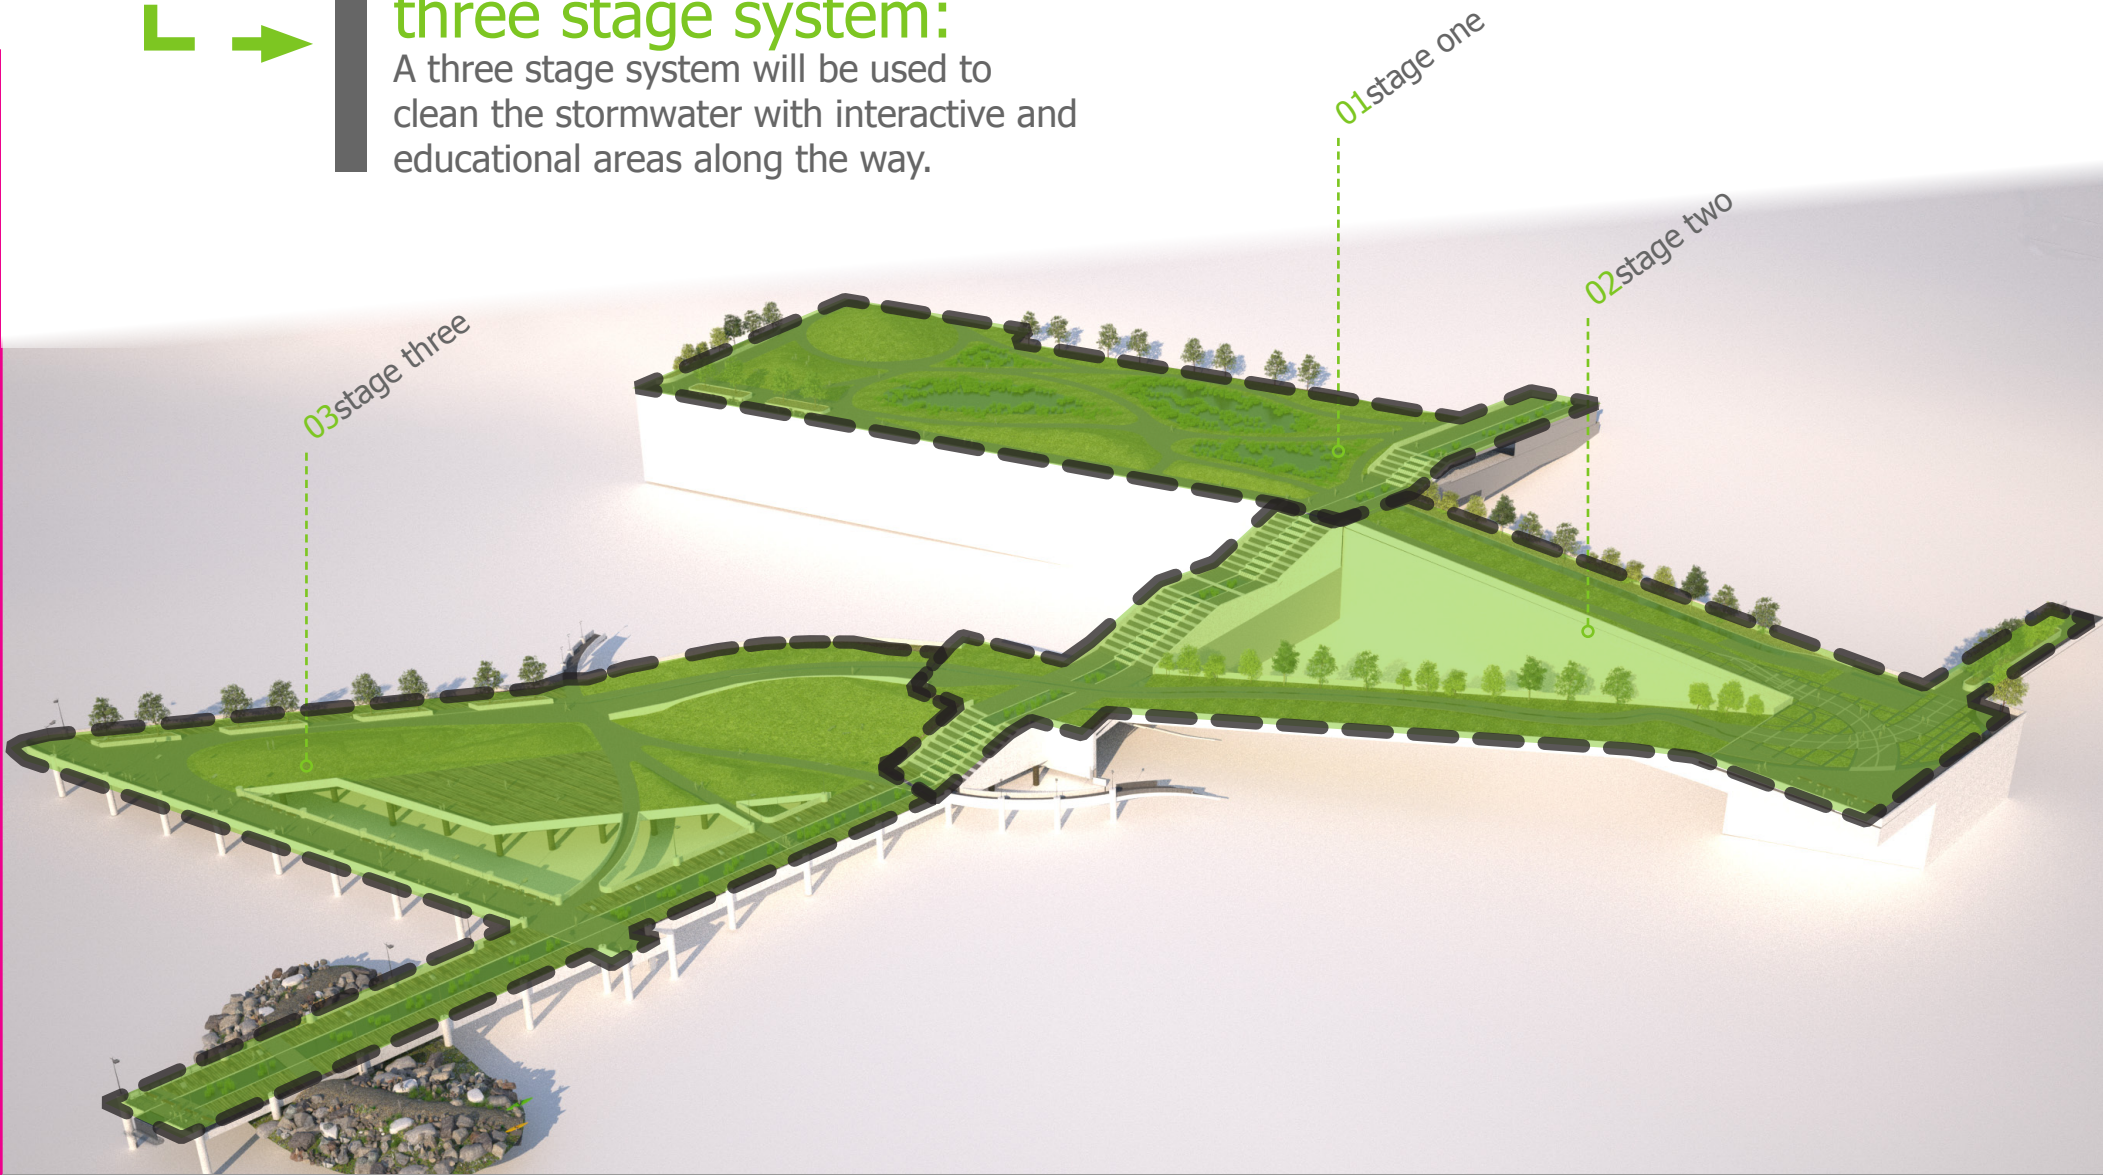 three stage system:
A three stage system will be used to
clean the stormwater with interactive and
educational areas along the way.
01stage one
02stage two
03stage three